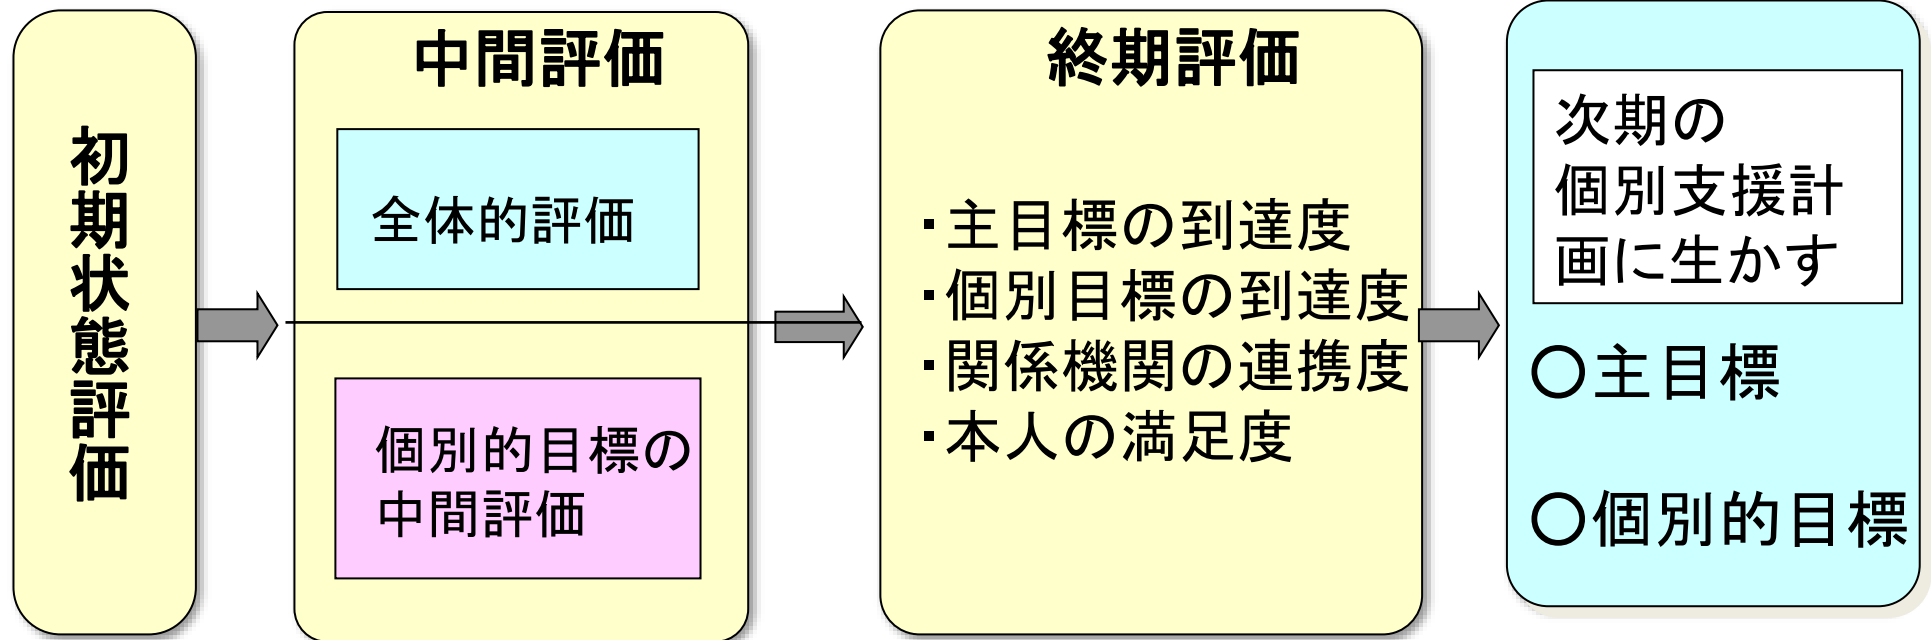 初期状態評価
中間評価
全体的評価
個別的目標の
中間評価
終期評価
・主目標の到達度
・個別目標の到達度
・関係機関の連携度
・本人の満足度
次期の
個別支援計
画に生かす
〇主目標
〇個別的目標